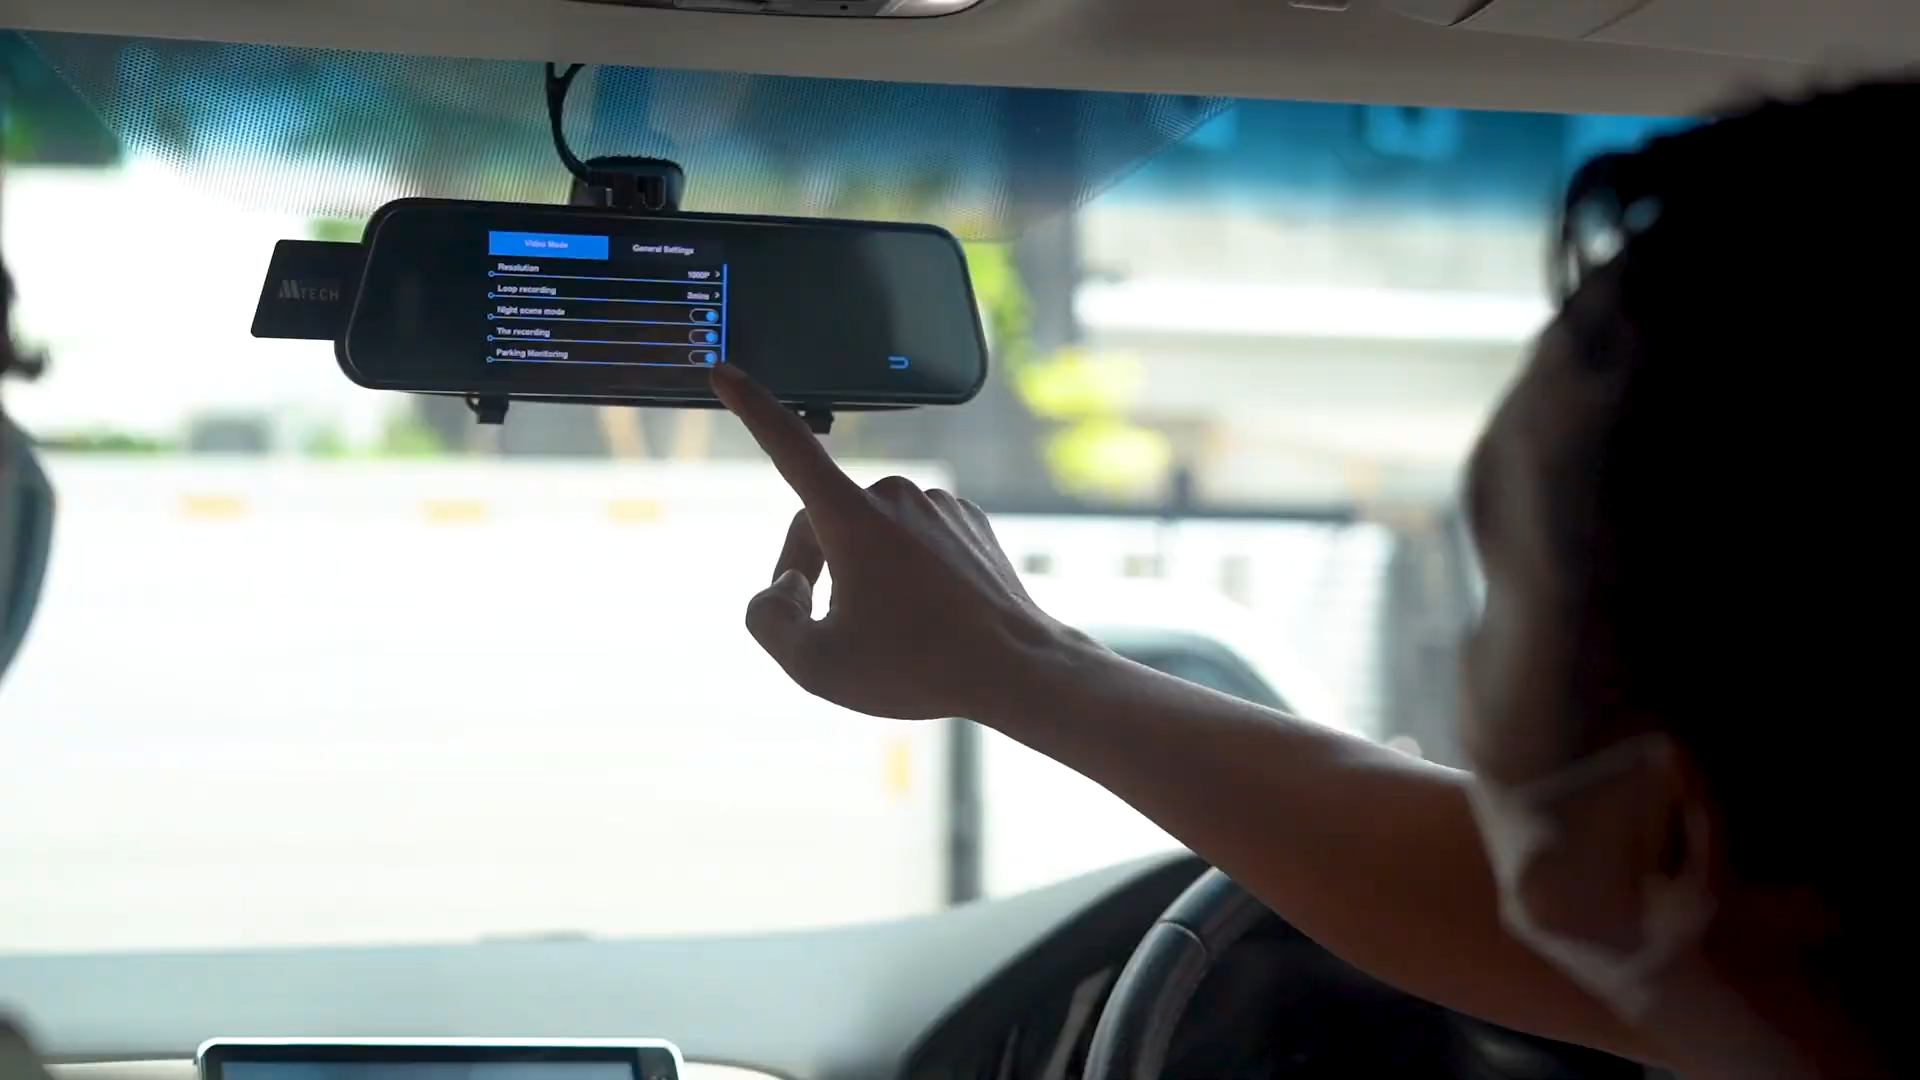 Video Mode
General Settings
Resolution 1080P >
Loop recording 3mins >
Night scene mode
The recording
Parking Monitoring
MTECH